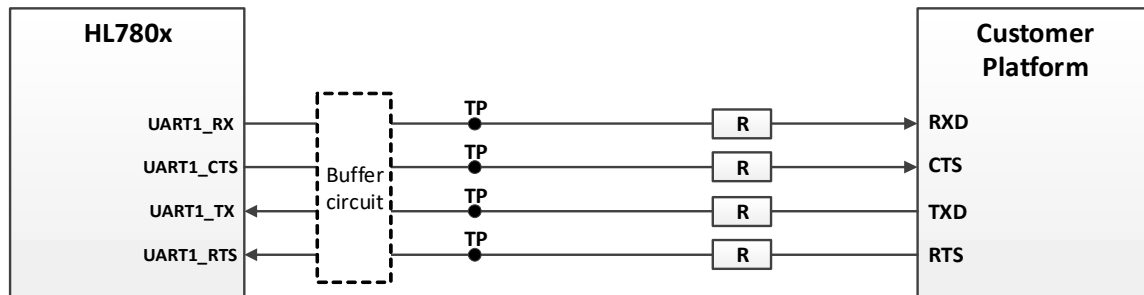 HL780x
Customer
Platform
TP
UART1_RX
R
RXD
TP
UART1_CTS
R
CTS
Buffer
circuit
TP
UART1_TX
R
TXD
TP
UART1_RTS
R
RTS